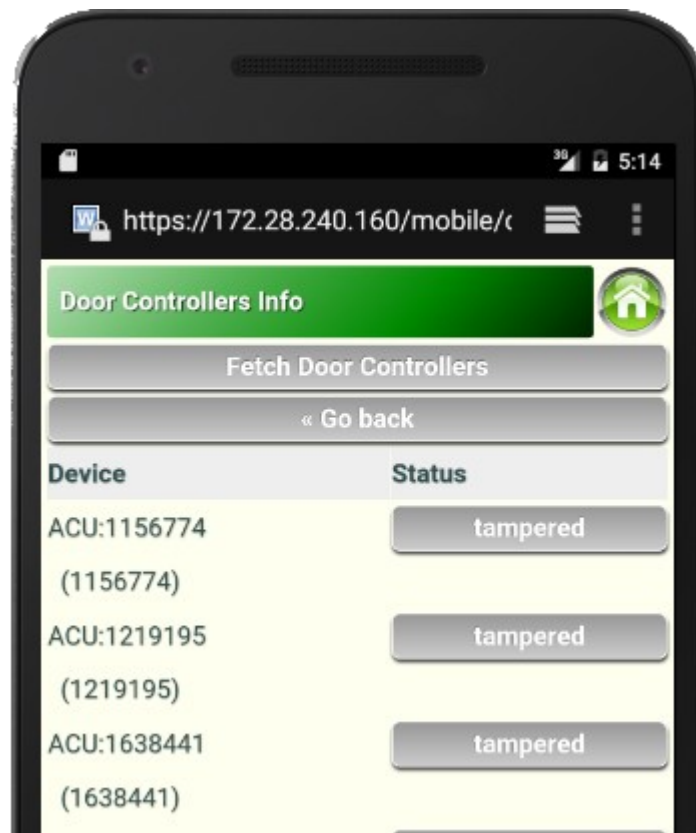 3G 5:14
W https://172.28.240.160/mobile/c
Door Controllers Info
Fetch Door Controllers
« Go back
Device Status
ACU:1156774 tampered
(1156774)
ACU:1219195 tampered
(1219195)
ACU:1638441 tampered
(1638441)